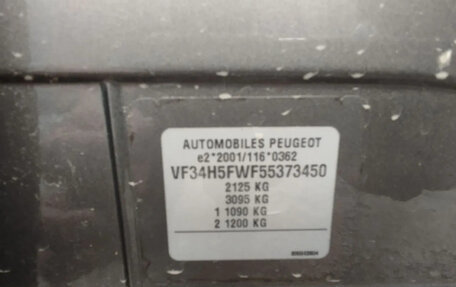 AUTOMOBILES PEUGEOT
e2*2001/116*0362
VF34H5FWF55373450
2125 KG
3095 KG
1 1090 KG
2 1200 KG